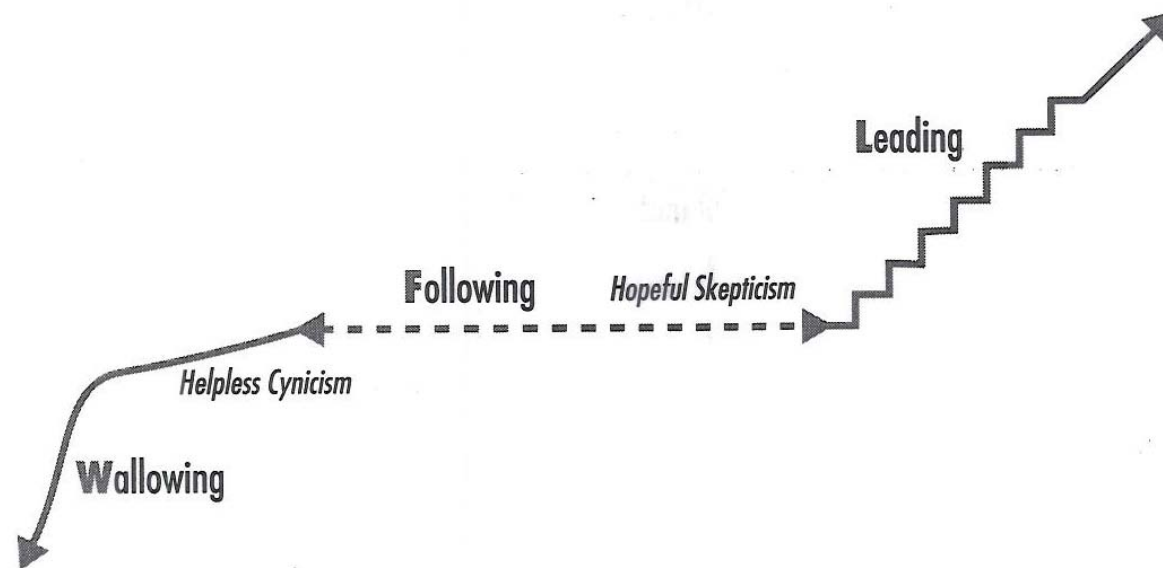 Leading
Following
Hopeful Skepticism
Helpless Cynicism
Wallowing